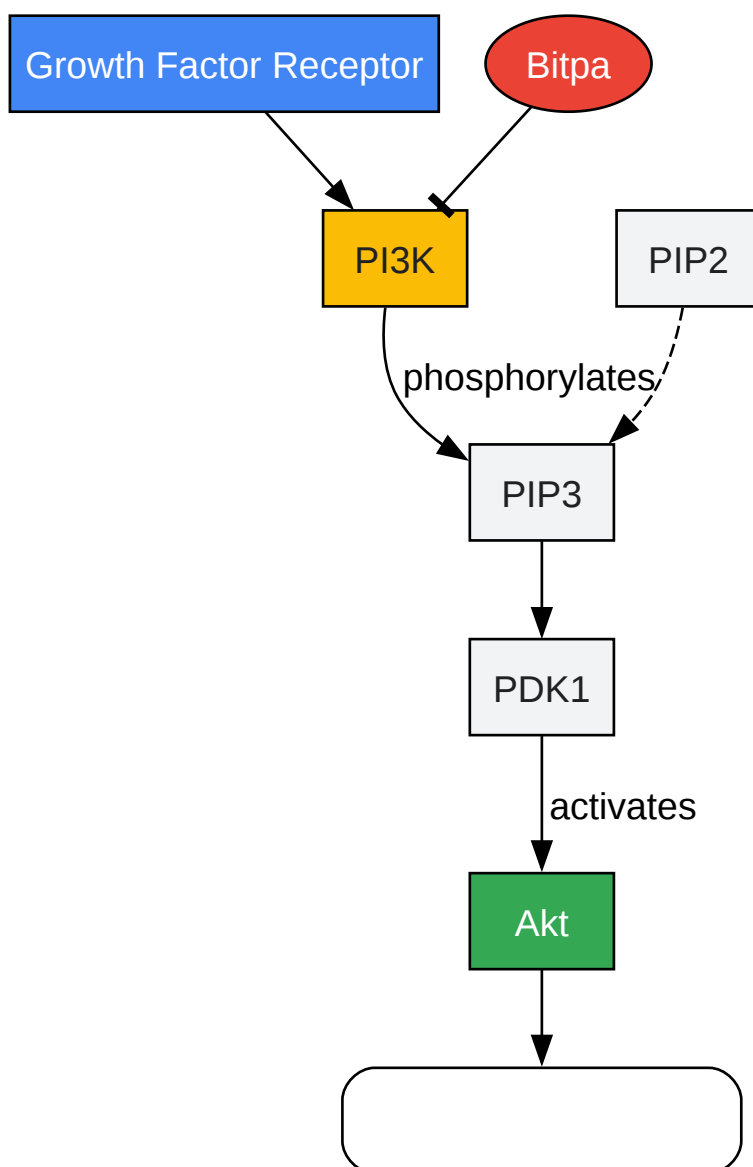 Growth Factor Receptor
Bitpa
PI3K
PIP2
phosphorylates
PIP3
PDK1
activates
Akt